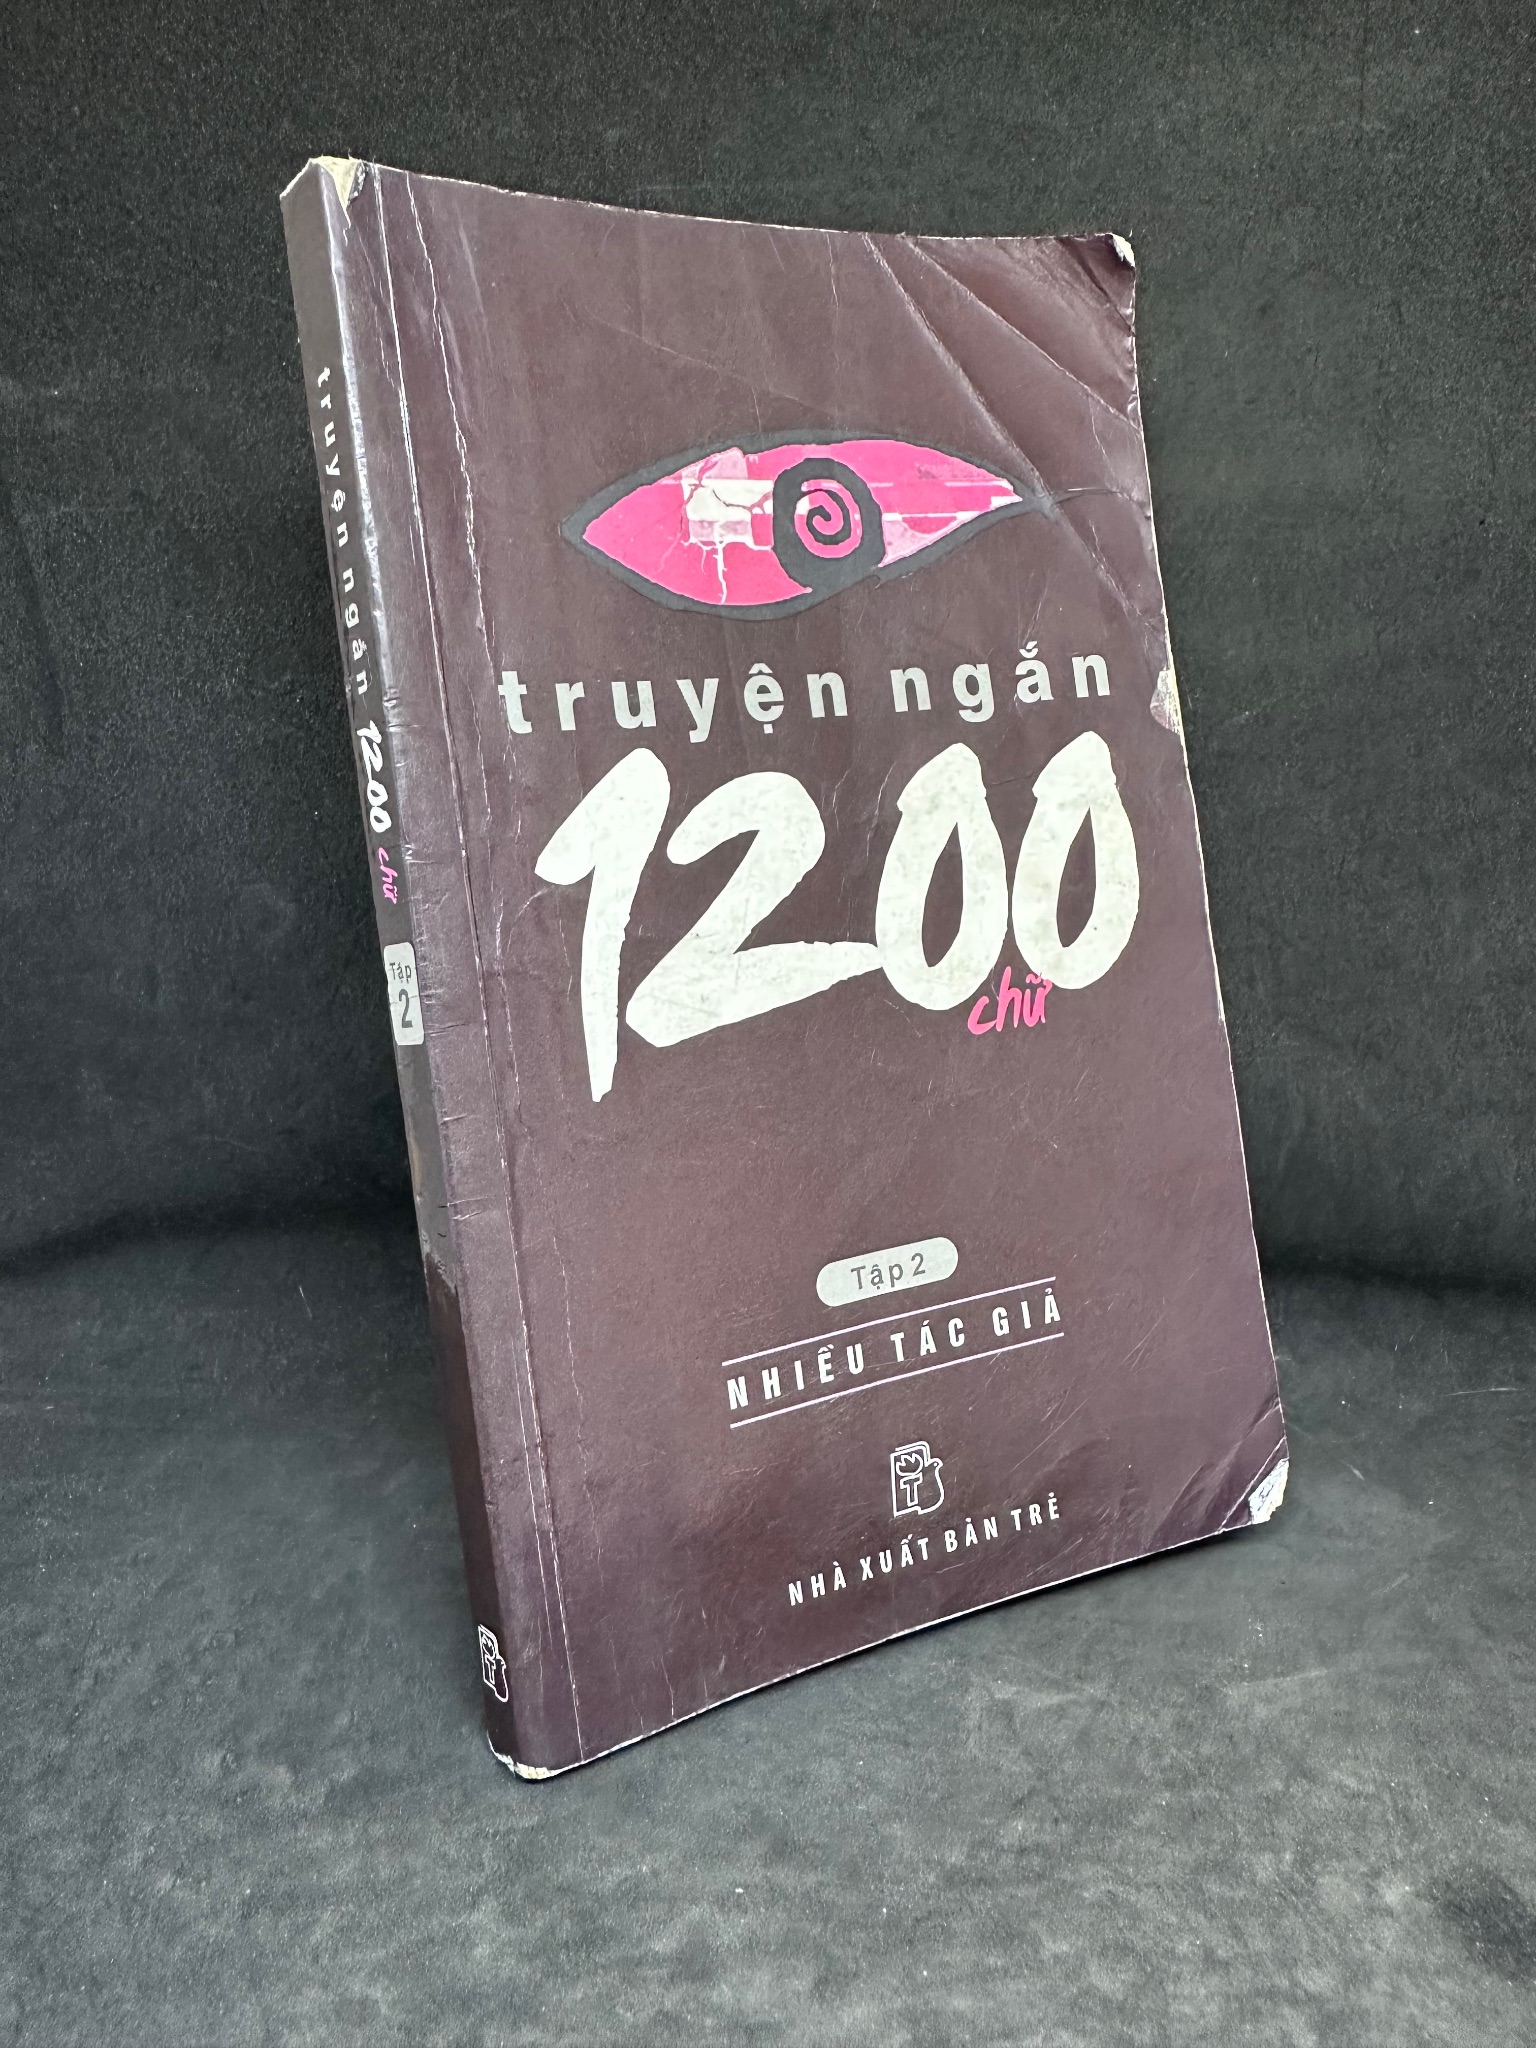 truyện ngắn
1200
chữ
Tập 2
NHIỀU TÁC GIẢ
T
NHÀ XUẤT BẢN TRẺ
truyện ngắn 1200 chữ
Tập
2
T